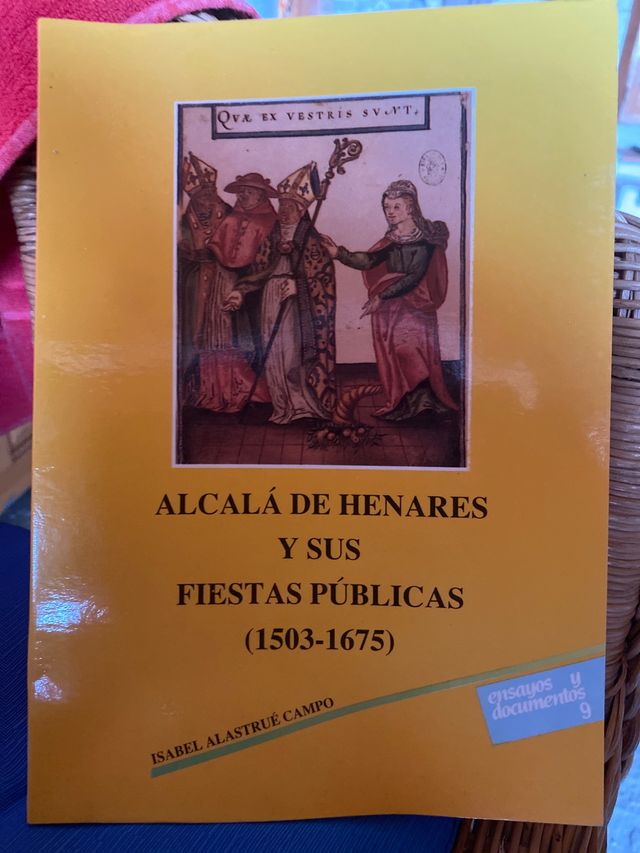 QVÆ EX VESTRIS SVNT.
ALCALÁ DE HENARES
Y SUS
FIESTAS PÚBLICAS
(1503-1675)
ISABEL ALASTRUÉ CAMPO
ensayos y
documentos
9